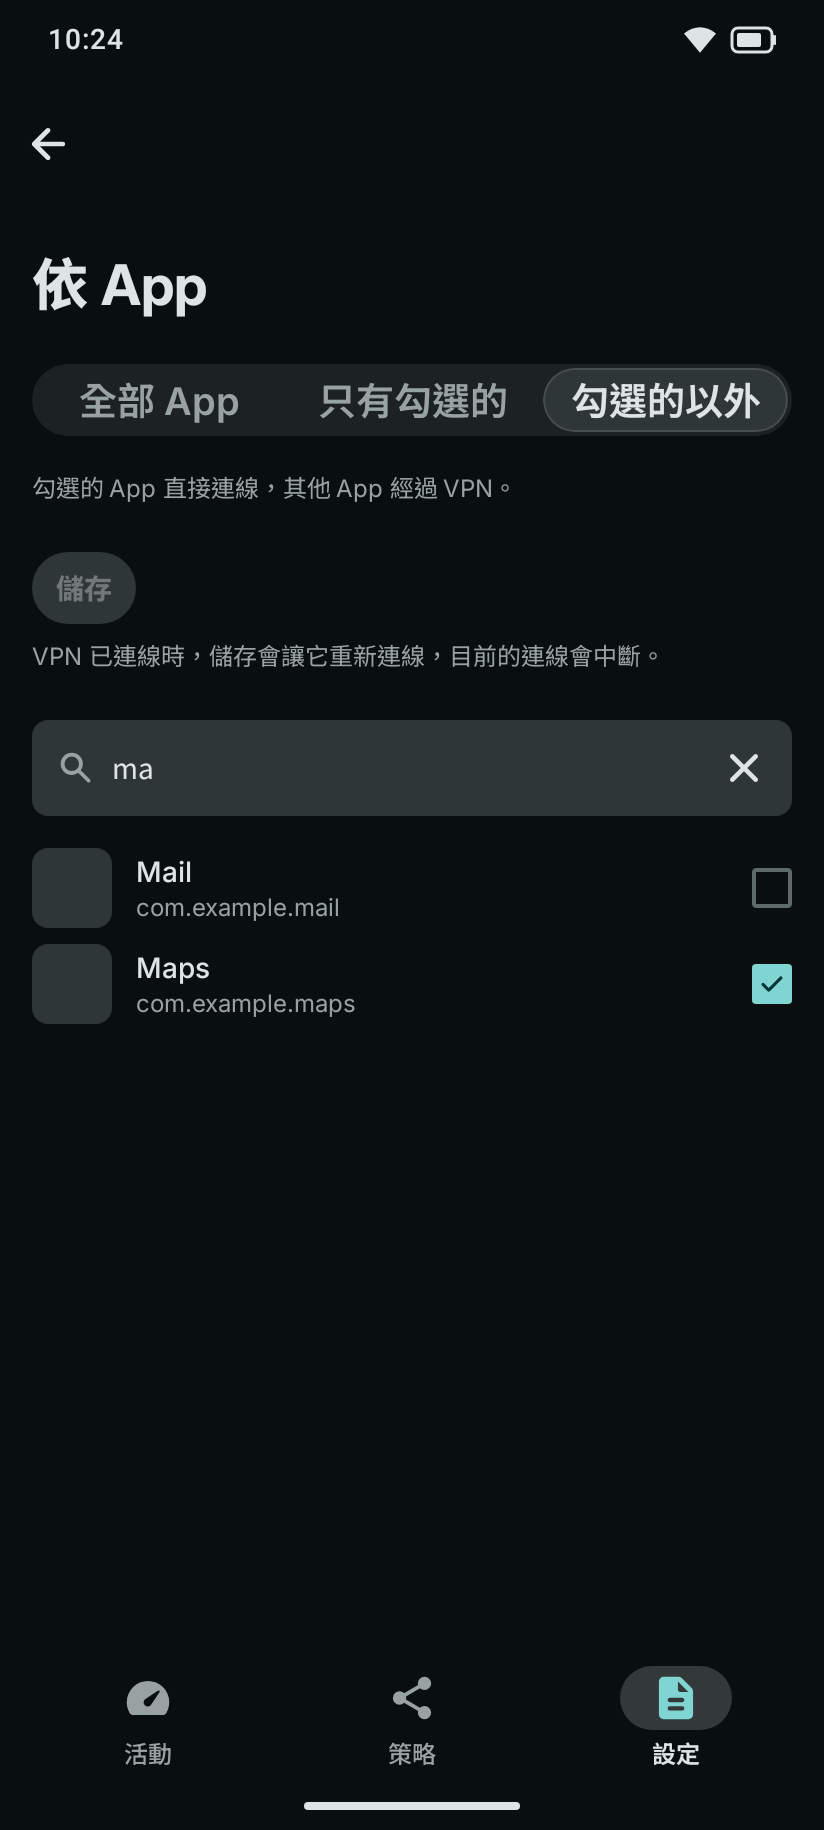 10:24
依 App
全部 App
只有勾選的
勾選的以外
勾選的 App 直接連線，其他 App 經過 VPN。
儲存
VPN 已連線時，儲存會讓它重新連線，目前的連線會中斷。
ma
Mail
com.example.mail
Maps
com.example.maps
活動
策略
設定